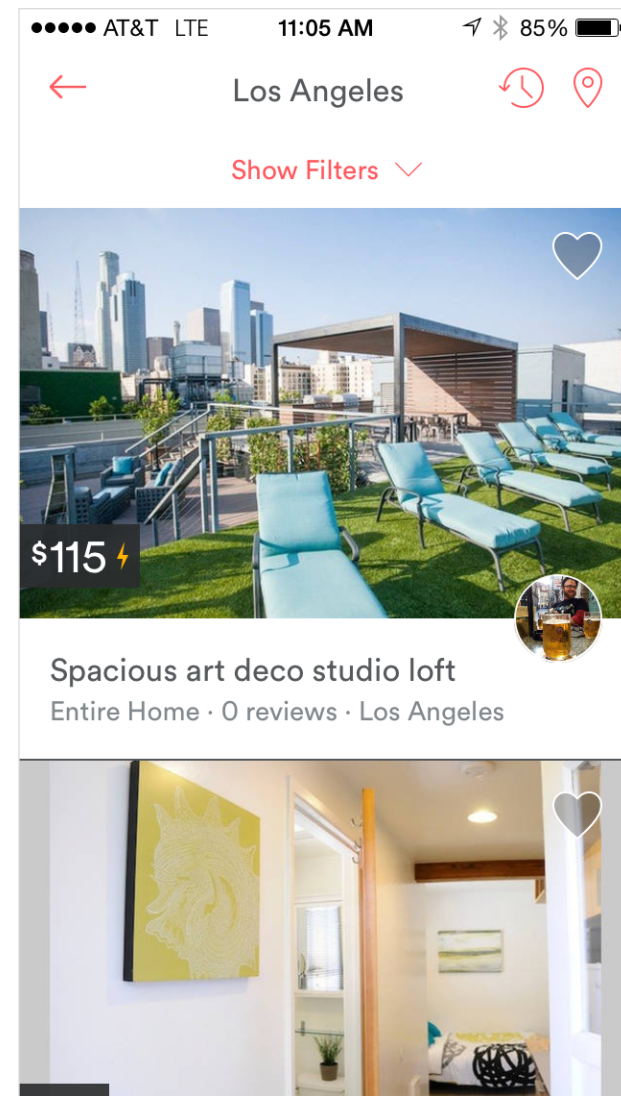 AT&T LTE 11:05 AM 85%
Los Angeles
Show Filters
$115
Spacious art deco studio loft
Entire Home · 0 reviews · Los Angeles